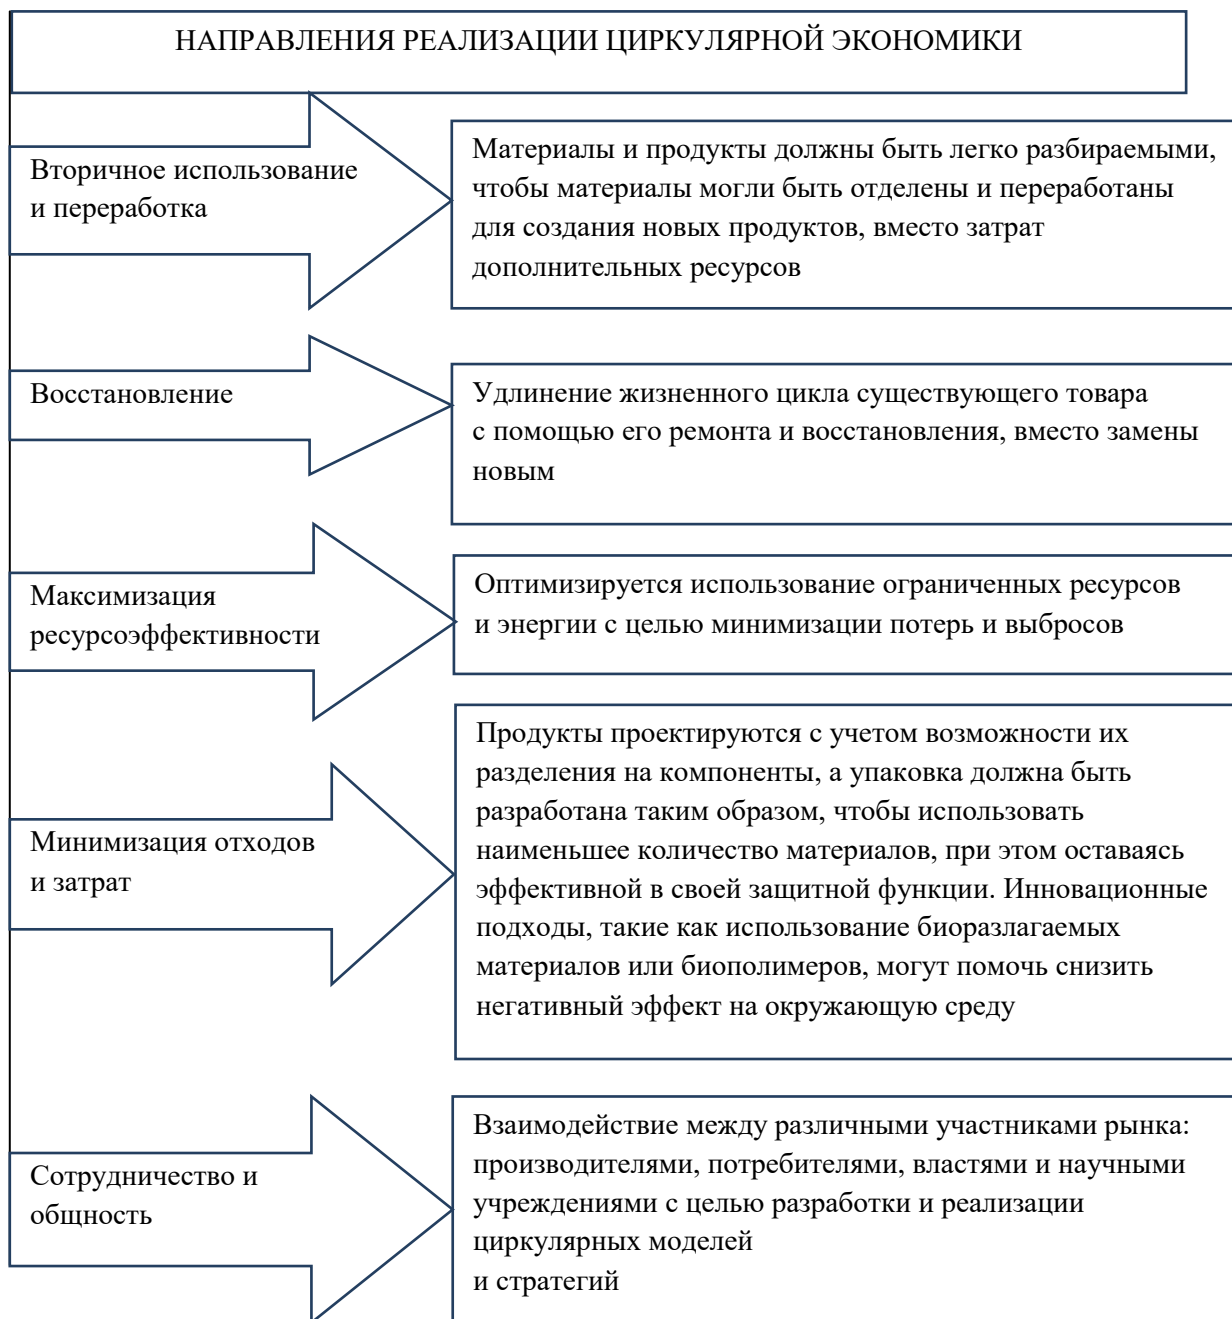 НАПРАВЛЕНИЯ РЕАЛИЗАЦИИ ЦИРКУЛЯРНОЙ ЭКОНОМИКИ
Вторичное использование
и переработка
Материалы и продукты должны быть легко разбираемыми,
чтобы материалы могли быть отделены и переработаны
для создания новых продуктов, вместо затрат
дополнительных ресурсов
Восстановление
Удлинение жизненного цикла существующего товара
с помощью его ремонта и восстановления, вместо замены
новым
Максимизация
ресурсоэффективности
Оптимизируется использование ограниченных ресурсов
и энергии с целью минимизации потерь и выбросов
Минимизация отходов
и затрат
Продукты проектируются с учетом возможности их
разделения на компоненты, а упаковка должна быть
разработана таким образом, чтобы использовать
наименьшее количество материалов, при этом оставаясь
эффективной в своей защитной функции. Инновационные
подходы, такие как использование биоразлагаемых
материалов или биополимеров, могут помочь снизить
негативный эффект на окружающую среду
Сотрудничество и
общность
Взаимодействие между различными участниками рынка:
производителями, потребителями, властями и научными
учреждениями с целью разработки и реализации
циркулярных моделей
и стратегий